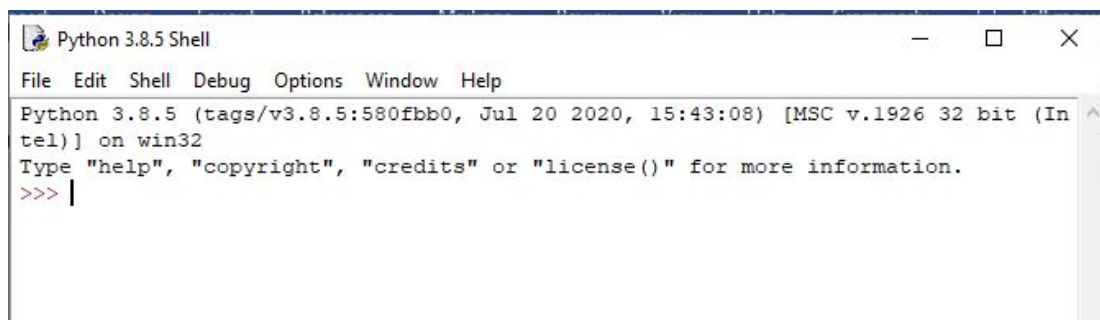 Python 3.8.5 Shell
File Edit Shell Debug Options Window Help
Python 3.8.5 (tags/v3.8.5:580fbb0, Jul 20 2020, 15:43:08) [MSC v.1926 32 bit (In
tel)] on win32
Type "help", "copyright", "credits" or "license()" for more information.
>>>